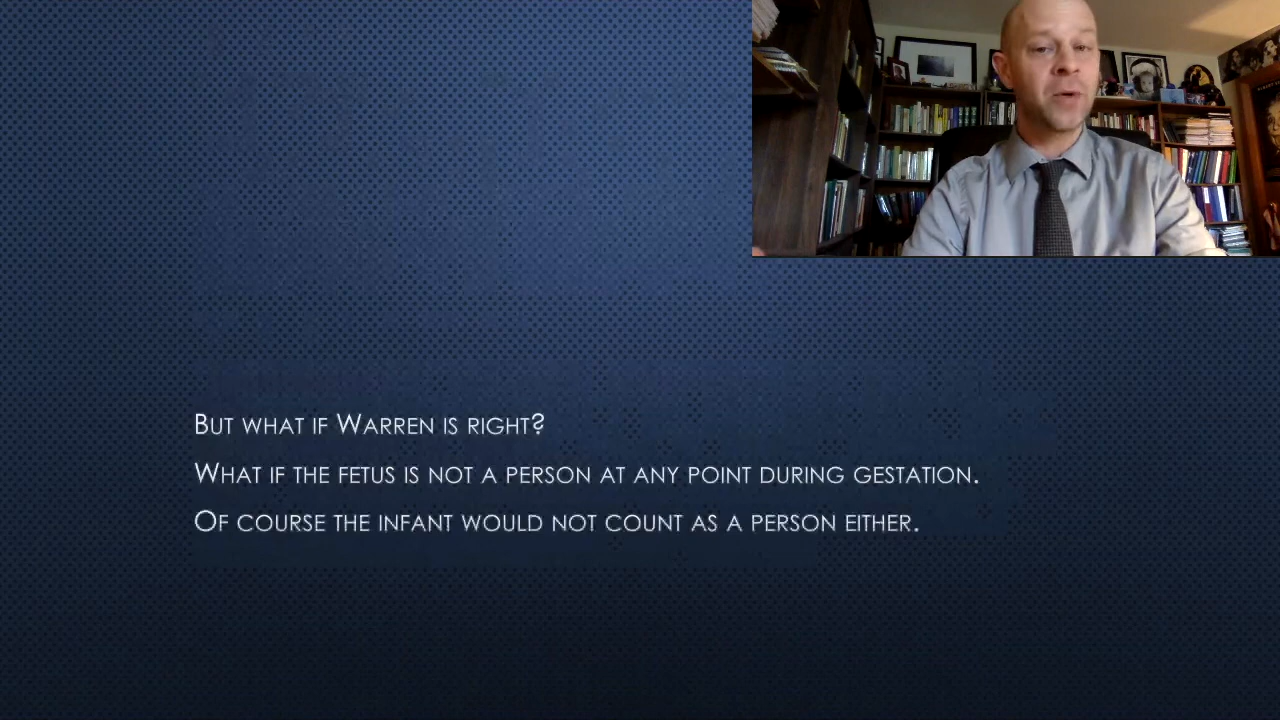 But what if Warren is right?
What if the fetus is not a person at any point during gestation.
Of course the infant would not count as a person either.